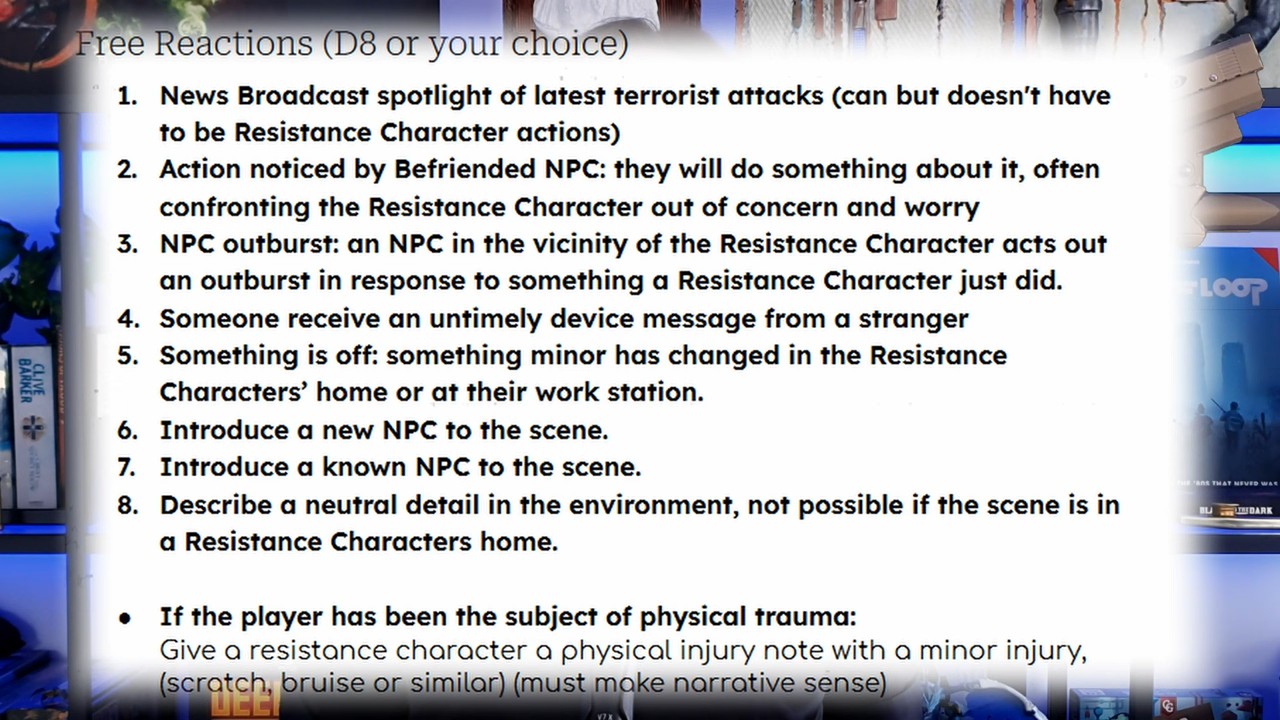 Free Reactions (D8 or your choice)
1. News Broadcast spotlight of latest terrorist attacks (can but doesn't have
to be Resistance Character actions)
2. Action noticed by Befriended NPC: they will do something about it, often
confronting the Resistance Character out of concern and worry
3. NPC outburst: an NPC in the vicinity of the Resistance Character acts out
an outburst in response to something a Resistance Character just did.
4. Someone receive an untimely device message from a stranger
5. Something is off: something minor has changed in the Resistance
Characters’ home or at their work station.
6. Introduce a new NPC to the scene.
7. Introduce a known NPC to the scene.
8. Describe a neutral detail in the environment, not possible if the scene is in
a Resistance Characters home.
• If the player has been the subject of physical trauma:
Give a resistance character a physical injury note with a minor injury,
(scratch, bruise or similar) (must make narrative sense)
CLIVE
BARKER
LOOP
THE '80S THAT NEVER WAS